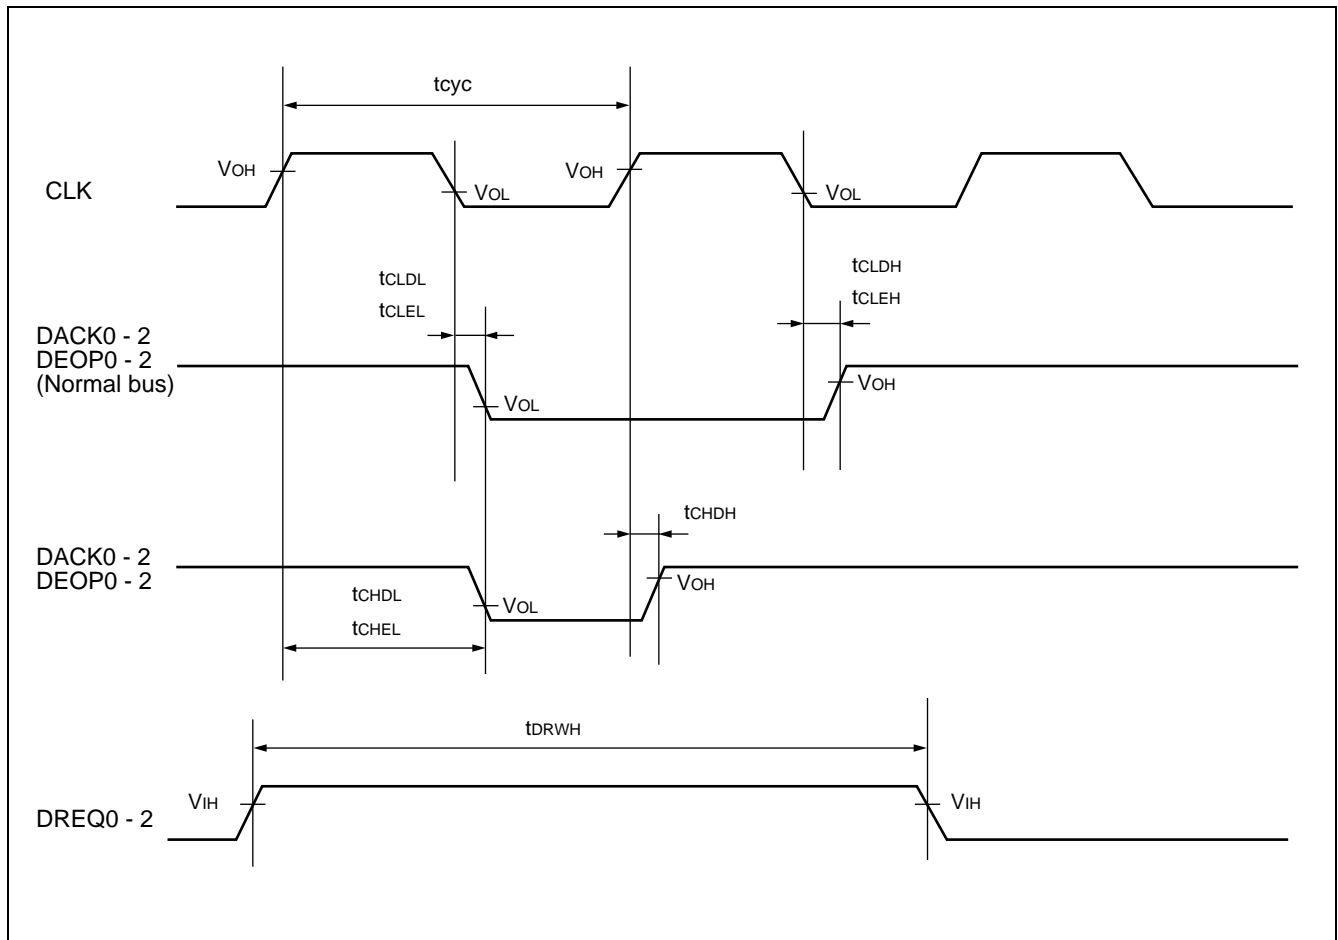 tCYC
VOH
VOH
CLK
VOL
VOL
tCLDL
tCLEL
tCLDH
tCLEH
DACK0 - 2
DEOP0 - 2
(Normal bus)
VOH
VOL
tCHDH
DACK0 - 2
DEOP0 - 2
VOH
tCHDL
VOL
tCHEL
tDRWH
VIH
VIH
DREQ0 - 2